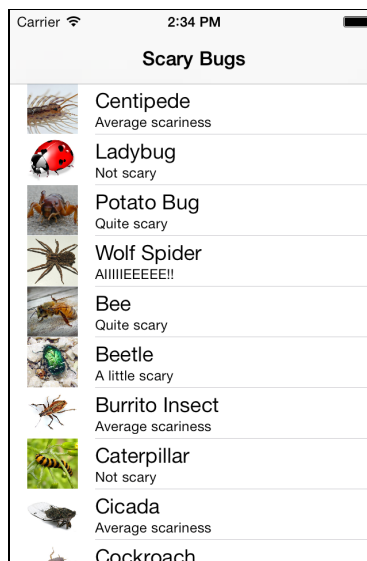 Carrier 2:34 PM
Scary Bugs
Centipede
Average scariness
Ladybug
Not scary
Potato Bug
Quite scary
Wolf Spider
AIIIIIEEEEE!!
Bee
Quite scary
Beetle
A little scary
Burrito Insect
Average scariness
Caterpillar
Not scary
Cicada
Average scariness
Cockroach